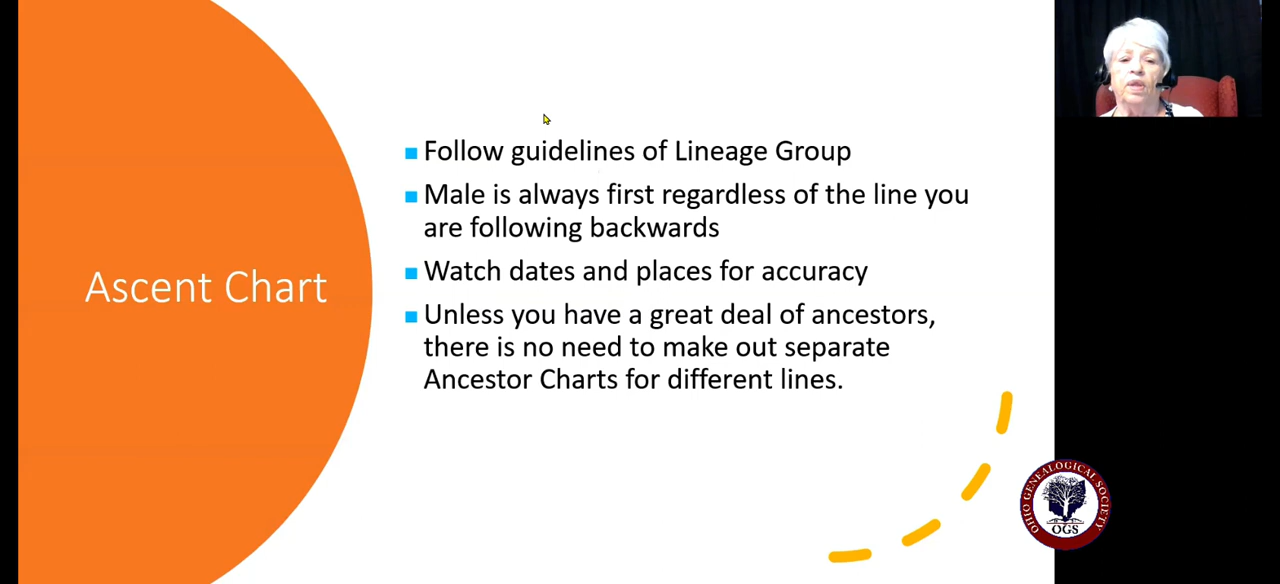 Ascent Chart
Follow guidelines of Lineage Group
Male is always first regardless of the line you
are following backwards
Watch dates and places for accuracy
Unless you have a great deal of ancestors,
there is no need to make out separate
Ancestor Charts for different lines.
OHIO GENEALOGICAL SOCIETY
OGS